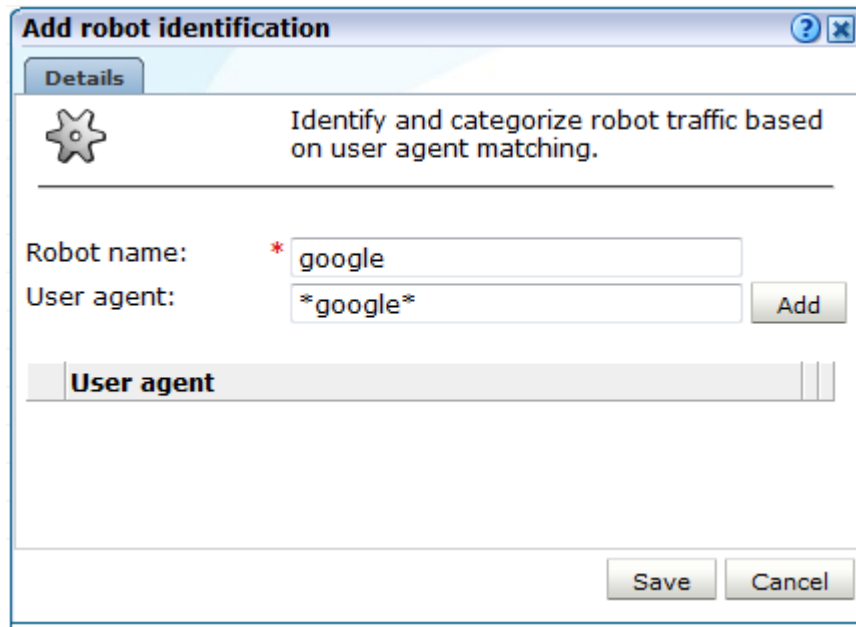 Add robot identification
Details
Identify and categorize robot traffic based
on user agent matching.
Robot name: * google
User agent: *google* Add
User agent
Save Cancel